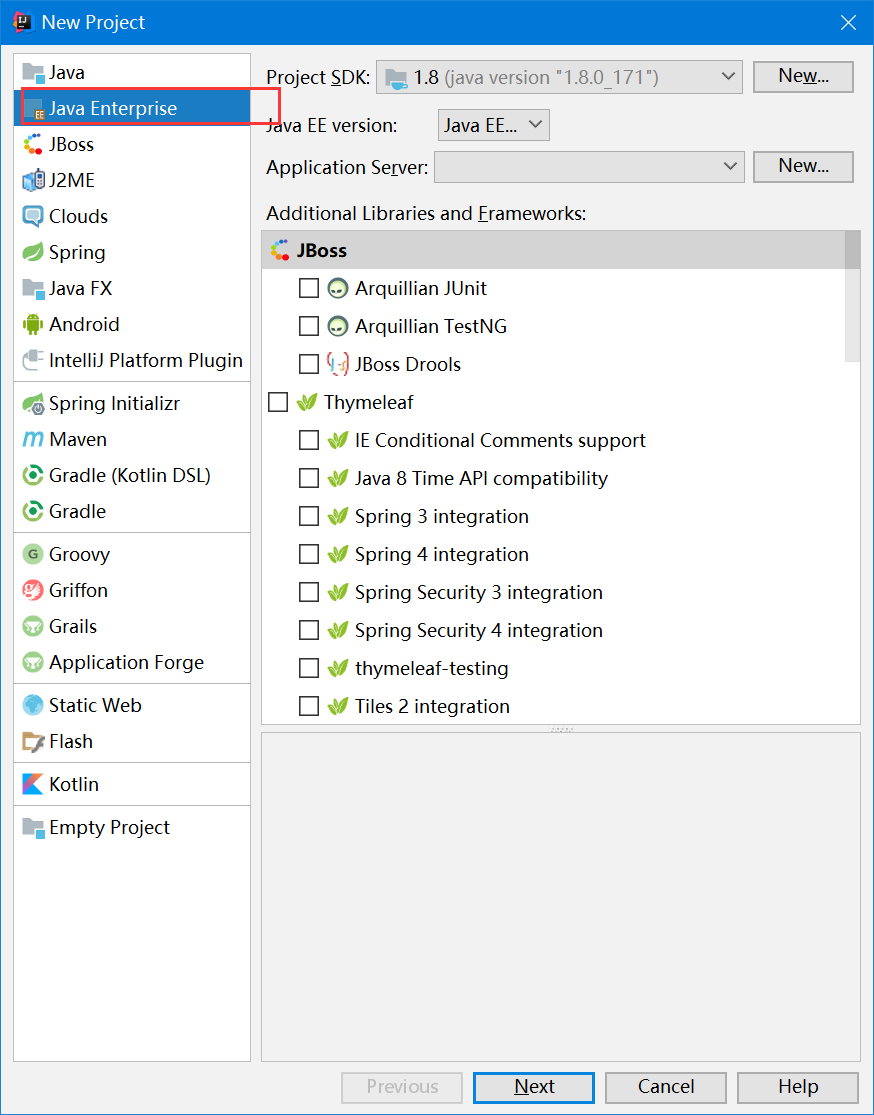 New Project
Java
Java Enterprise
JBoss
J2ME
Clouds
Spring
Java FX
Android
IntelliJ Platform Plugin
Spring Initializr
Maven
Gradle (Kotlin DSL)
Gradle
Groovy
Griffon
Grails
Application Forge
Static Web
Flash
Kotlin
Empty Project
Project SDK: 1.8 (java version "1.8.0_171") New...
Java EE version: Java EE...
Application Server: New...
Additional Libraries and Frameworks:
JBoss
Arquillian JUnit
Arquillian TestNG
JBoss Drools
Thymeleaf
IE Conditional Comments support
Java 8 Time API compatibility
Spring 3 integration
Spring 4 integration
Spring Security 3 integration
Spring Security 4 integration
thymeleaf-testing
Tiles 2 integration
Previous Next Cancel Help